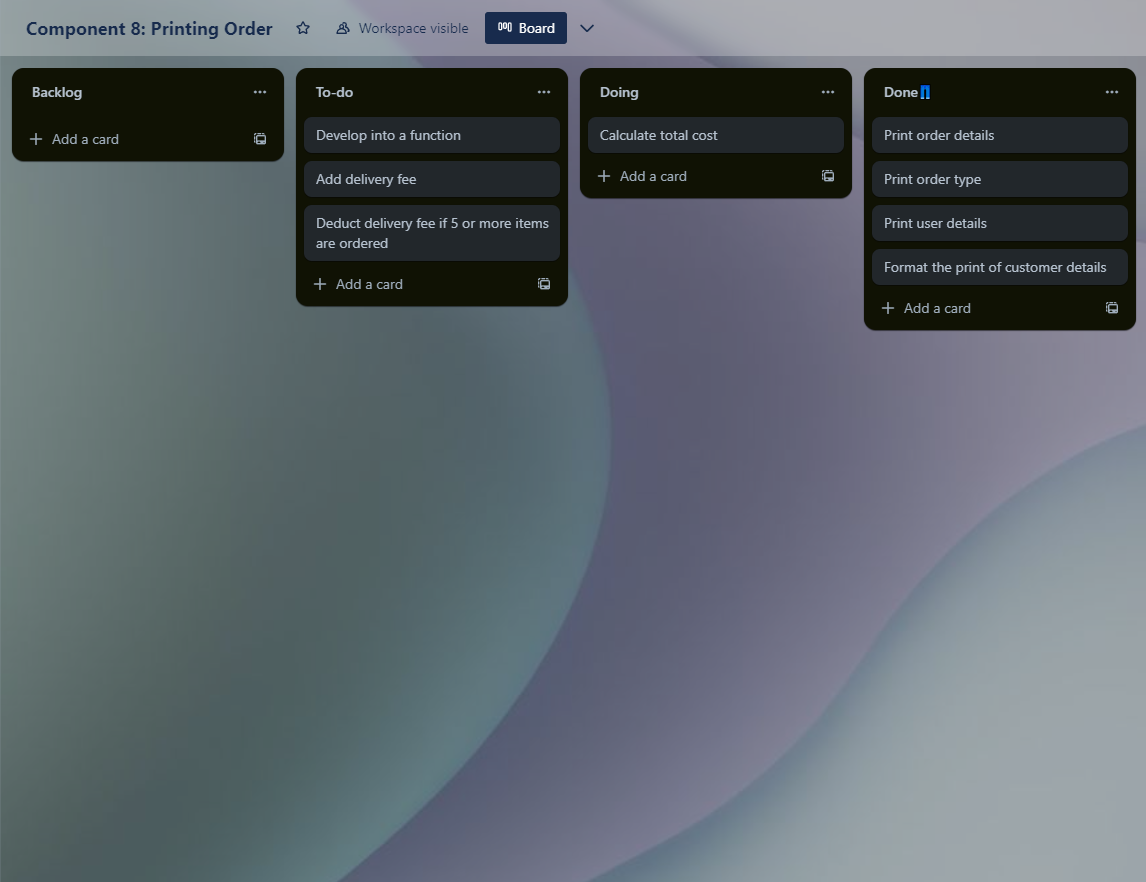 Component 8: Printing Order
Workspace visible
Board
Backlog
Add a card
To-do
Develop into a function
Add delivery fee
Deduct delivery fee if 5 or more items
are ordered
Add a card
Doing
Calculate total cost
Add a card
Done👖
Print order details
Print order type
Print user details
Format the print of customer details
Add a card